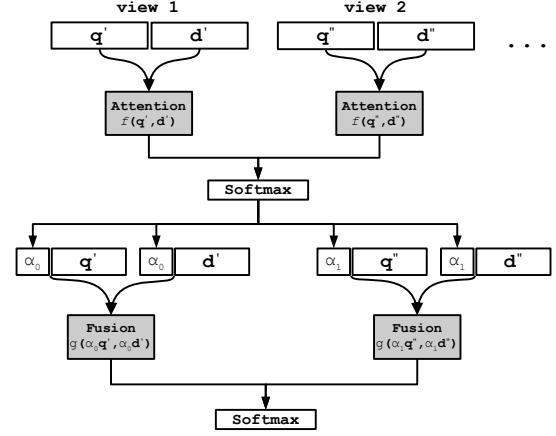 view 1 view 2
q' d' q" d" ...
Attention Attention
f(q',d') f(q",d")
Softmax
α₀ q' α₀ d' α₁ q" α₁ d"
Fusion Fusion
g(α₀q',α₀d') g(α₁q",α₁d")
Softmax